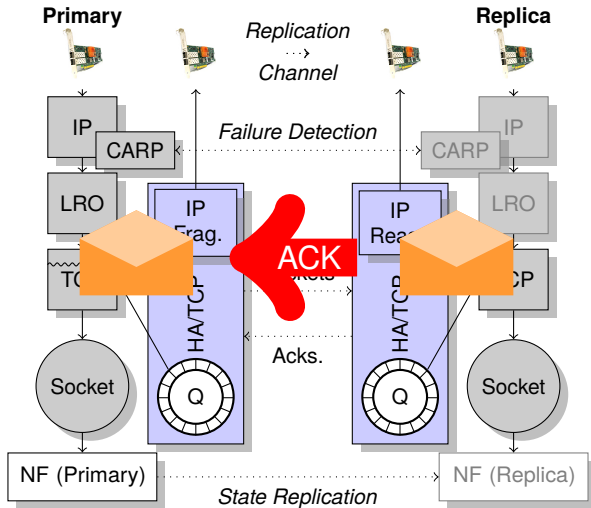 Primary
Replication
Channel
Replica
IP
CARP
Failure Detection
CARP
IP
LRO
IP
Frag.
ACK
IP
LRO
HA/TCP
HA/TCP
Acks.
Socket
Q
Q
Socket
NF (Primary)
State Replication
NF (Replica)